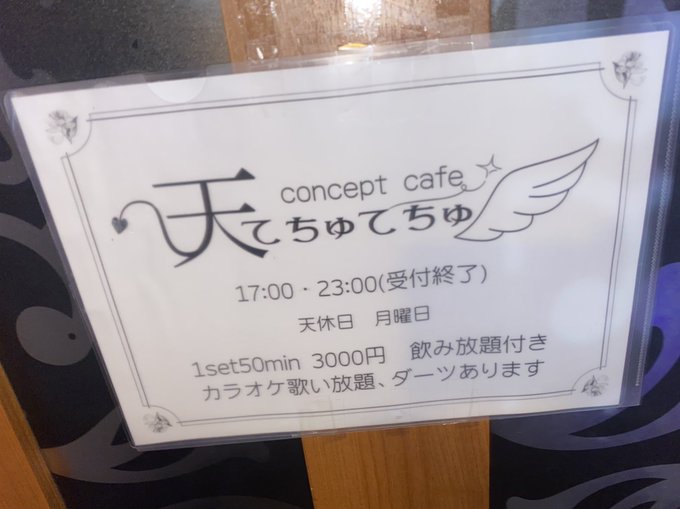 concept cafe
天てちゅてちゅ
17:00・23:00(受付終了)
天休日 月曜日
1set50min 3000円 飲み放題付き
カラオケ歌い放題、ダーツあります